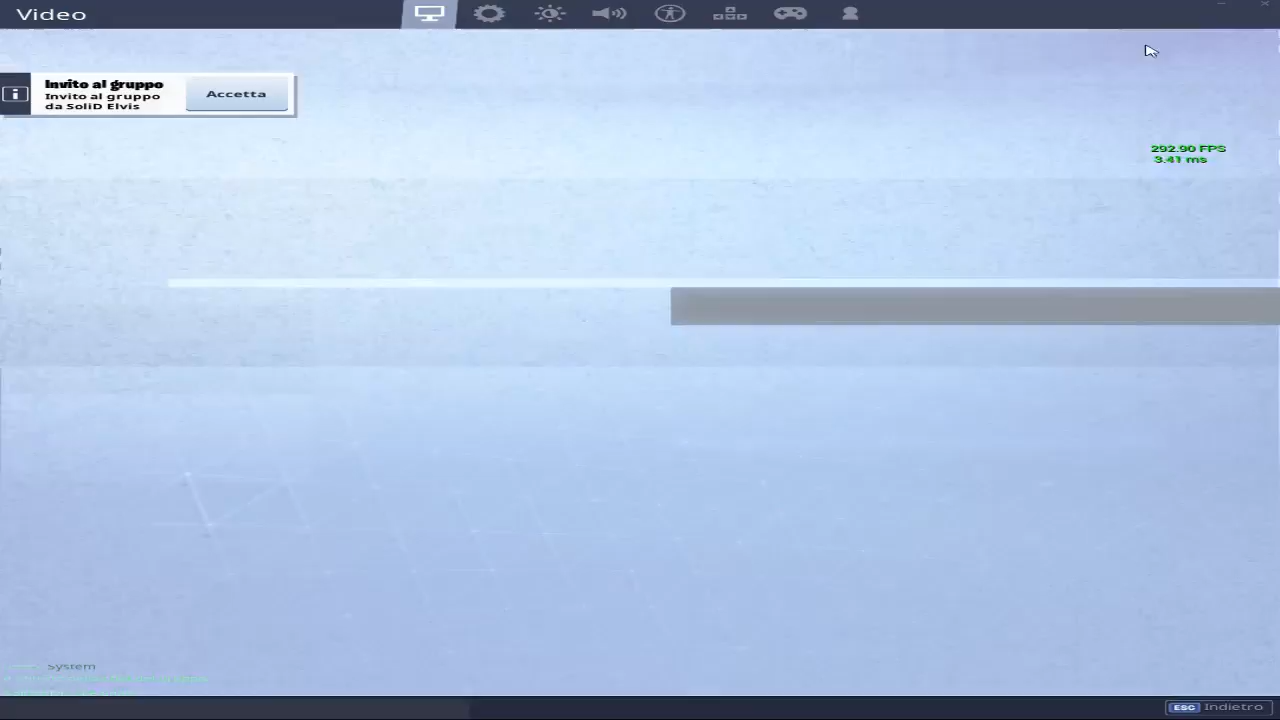 Video
Invito al gruppo
Invito al gruppo
da SoliD Elvis
Accetta
292.90 FPS
3.41 ms
System
ESC Indietro